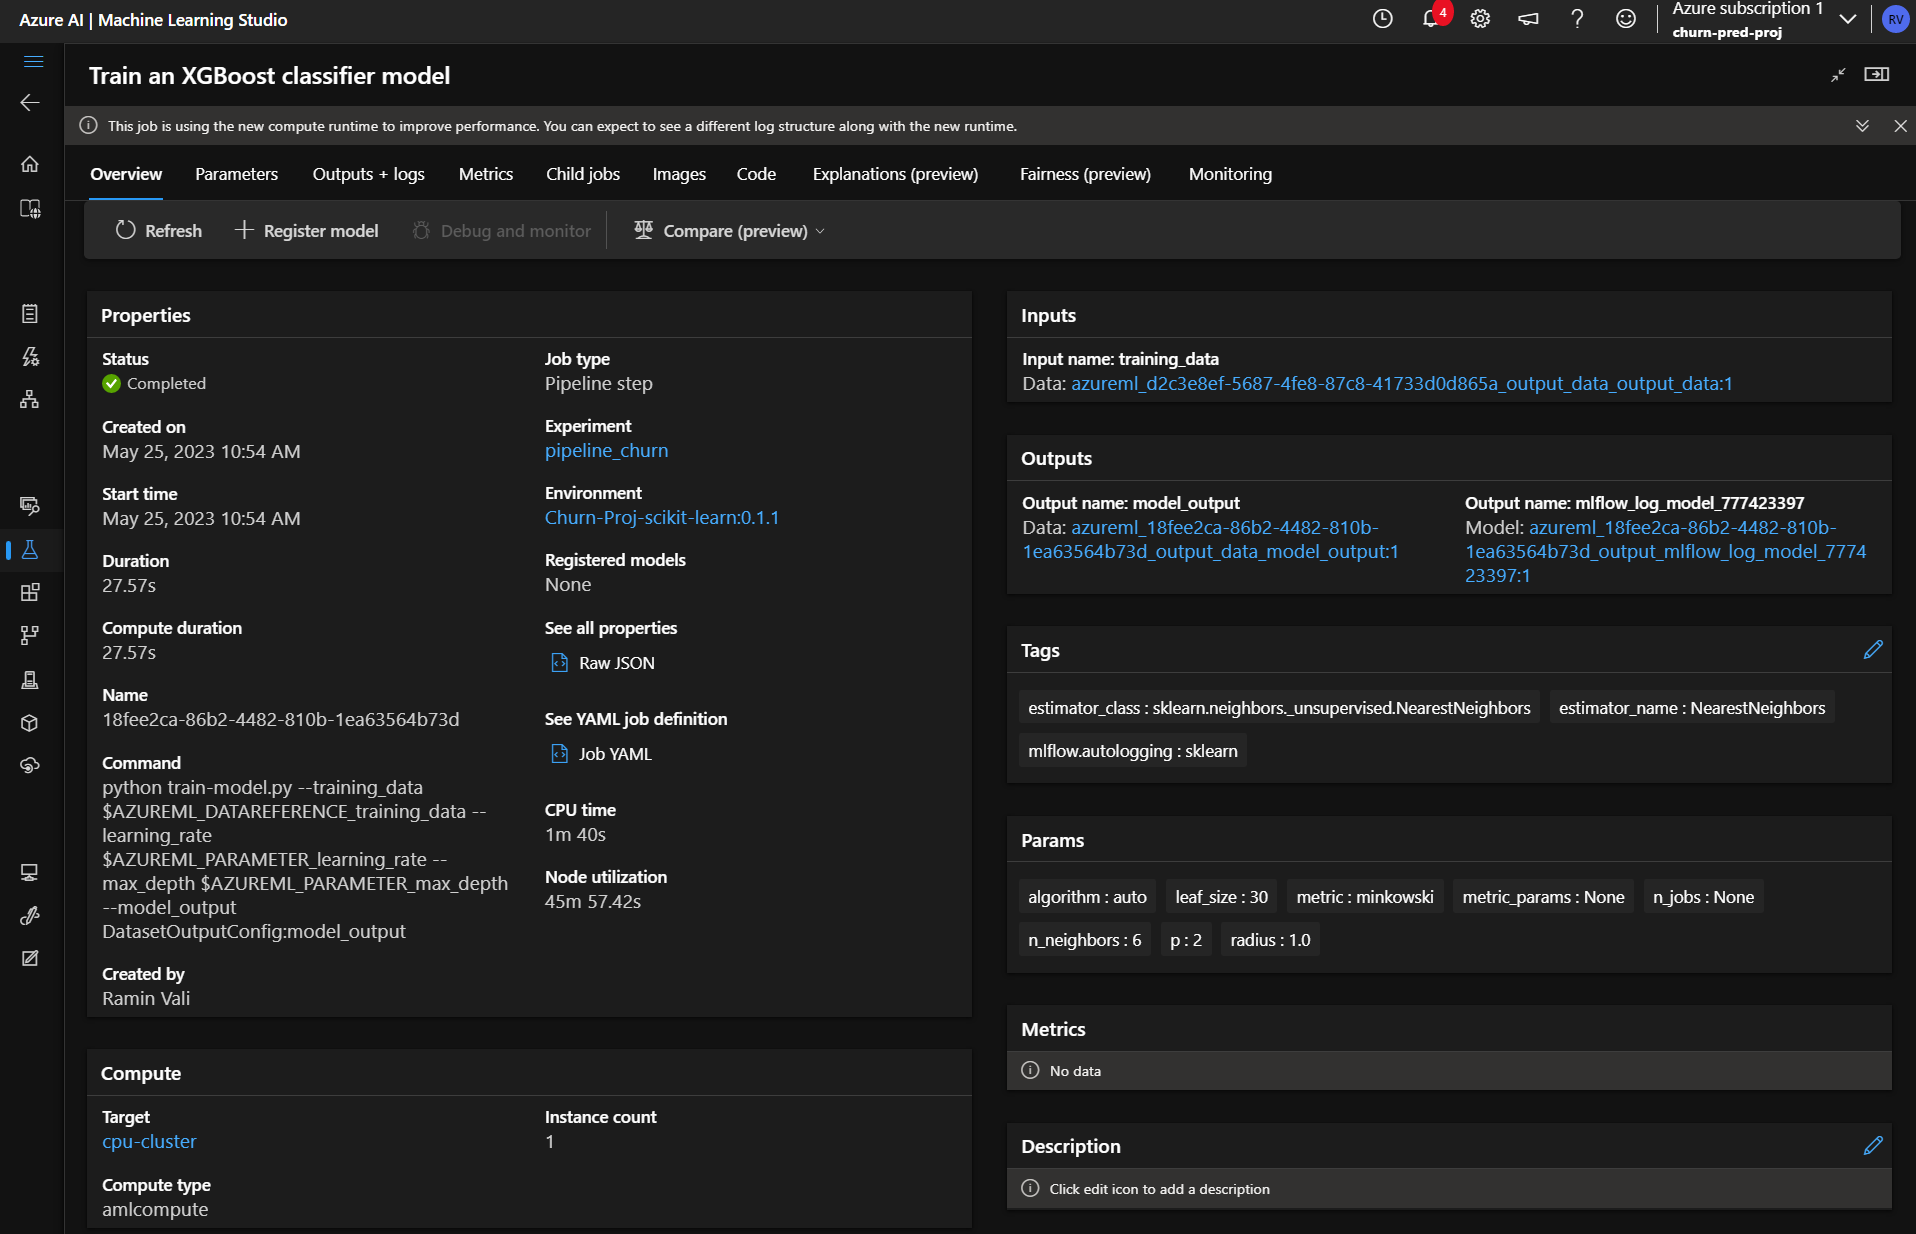 Azure AI | Machine Learning Studio
4
Azure subscription 1
churn-pred-proj
RV
Train an XGBoost classifier model
This job is using the new compute runtime to improve performance. You can expect to see a different log structure along with the new runtime.
Overview Parameters Outputs + logs Metrics Child jobs Images Code Explanations (preview) Fairness (preview) Monitoring
Refresh Register model Debug and monitor Compare (preview)
Properties
Status
Completed
Created on
May 25, 2023 10:54 AM
Start time
May 25, 2023 10:54 AM
Duration
27.57s
Compute duration
27.57s
Name
18fee2ca-86b2-4482-810b-1ea63564b73d
Command
python train-model.py --training_data
$AZUREML_DATAREFERENCE_training_data --
learning_rate
$AZUREML_PARAMETER_learning_rate --
max_depth $AZUREML_PARAMETER_max_depth
--model_output
DatasetOutputConfig:model_output
Created by
Ramin Vali
Job type
Pipeline step
Experiment
pipeline_churn
Environment
Churn-Proj-scikit-learn:0.1.1
Registered models
None
See all properties
Raw JSON
See YAML job definition
Job YAML
CPU time
1m 40s
Node utilization
45m 57.42s
Compute
Target
cpu-cluster
Compute type
amlcompute
Instance count
1
Inputs
Input name: training_data
Data: azureml_d2c3e8ef-5687-4fe8-87c8-41733d0d865a_output_data_output_data:1
Outputs
Output name: model_output
Data: azureml_18fee2ca-86b2-4482-810b-
1ea63564b73d_output_data_model_output:1
Output name: mlflow_log_model_777423397
Model: azureml_18fee2ca-86b2-4482-810b-
1ea63564b73d_output_mlflow_log_model_7774
23397:1
Tags
estimator_class : sklearn.neighbors._unsupervised.NearestNeighbors estimator_name : NearestNeighbors
mlflow.autologging : sklearn
Params
algorithm : auto leaf_size : 30 metric : minkowski metric_params : None n_jobs : None
n_neighbors : 6 p : 2 radius : 1.0
Metrics
No data
Description
Click edit icon to add a description